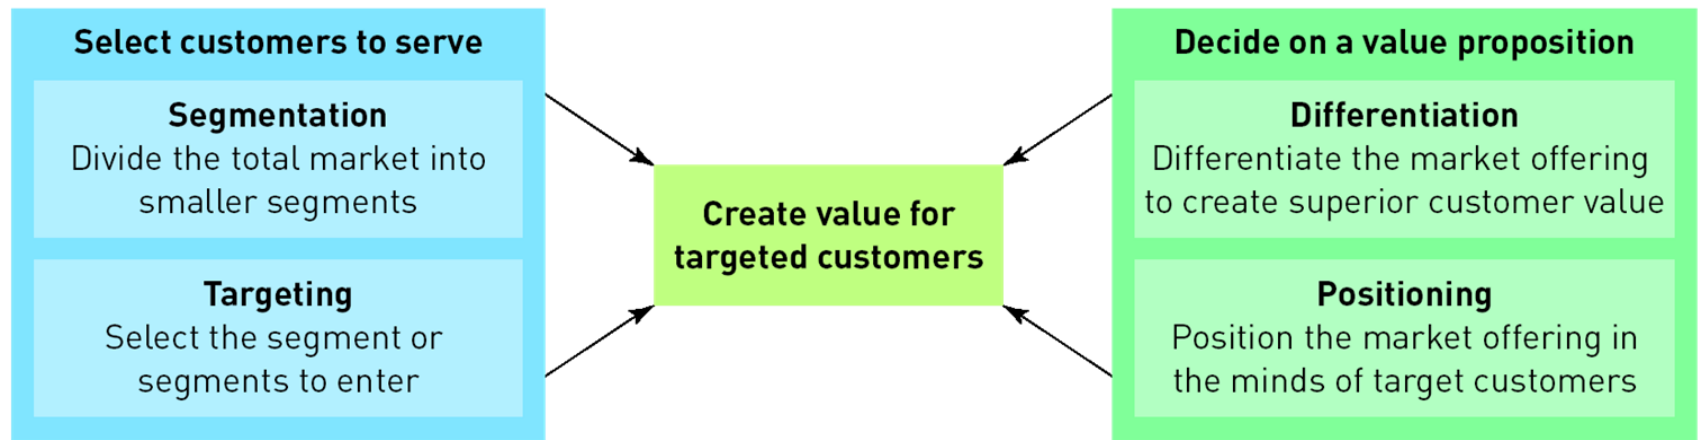 Select customers to serve
Segmentation
Divide the total market into
smaller segments
Targeting
Select the segment or
segments to enter
Create value for
targeted customers
Decide on a value proposition
Differentiation
Differentiate the market offering
to create superior customer value
Positioning
Position the market offering in
the minds of target customers